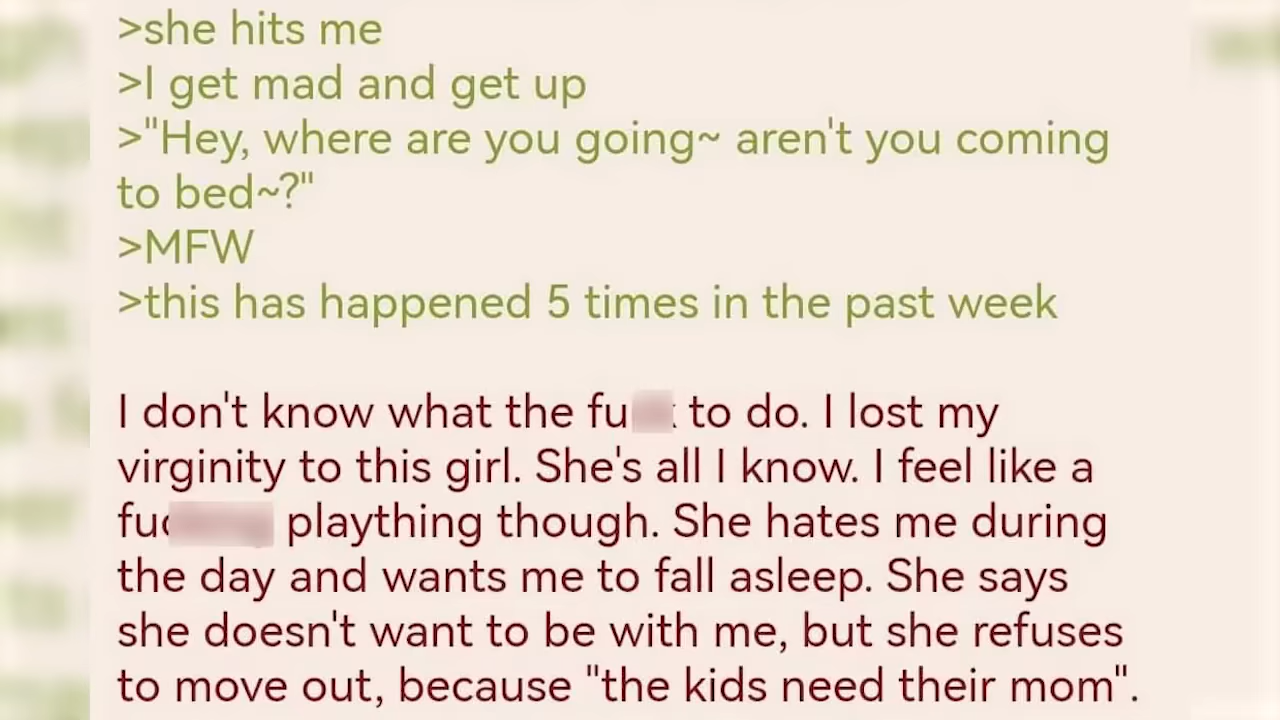 >she hits me
>I get mad and get up
>"Hey, where are you going~ aren't you coming
to bed~?"
>MFW
>this has happened 5 times in the past week
I don't know what the fu to do. I lost my
virginity to this girl. She's all I know. I feel like a
fuc plaything though. She hates me during
the day and wants me to fall asleep. She says
she doesn't want to be with me, but she refuses
to move out, because "the kids need their mom".